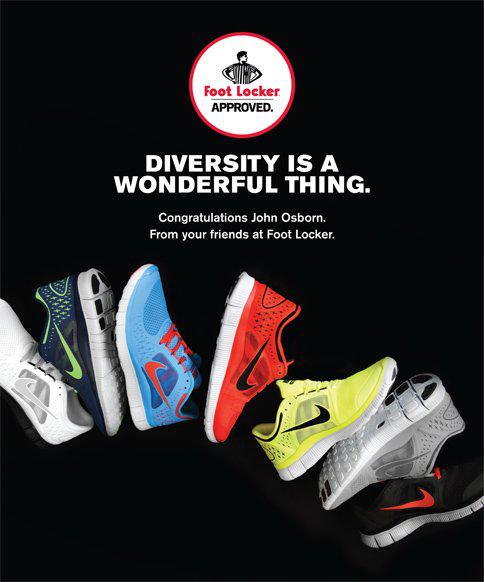 Foot Locker
APPROVED.
DIVERSITY IS A
WONDERFUL THING.
Congratulations John Osborn.
From your friends at Foot Locker.